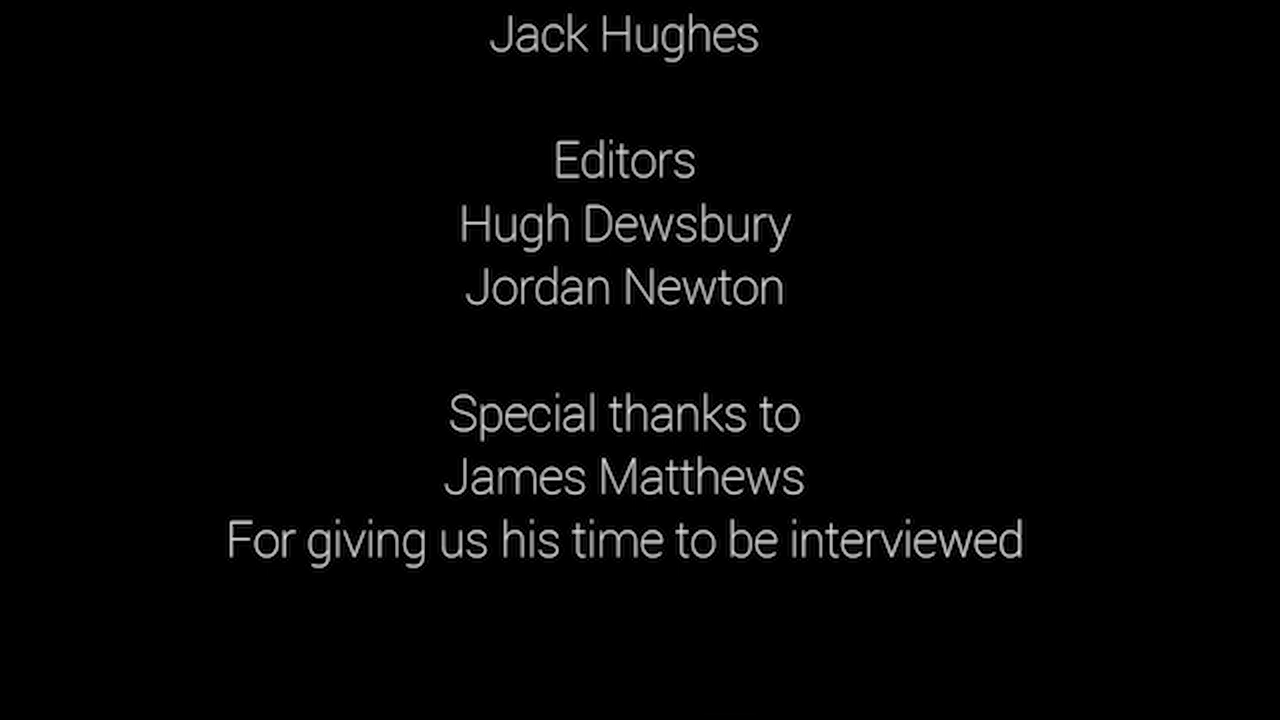 Jack Hughes
Editors
Hugh Dewsbury
Jordan Newton
Special thanks to
James Matthews
For giving us his time to be interviewed